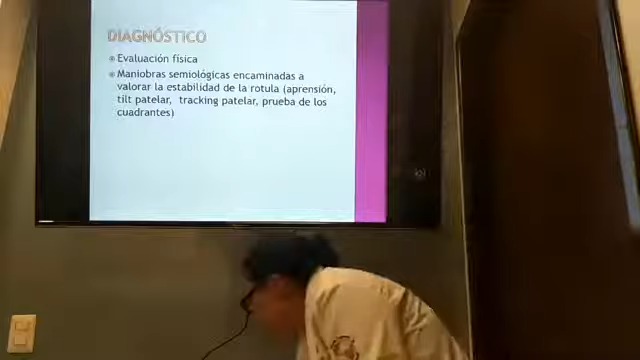 DIAGNÓSTICO
Evaluación física
Maniobras semiológicas encaminadas a
valorar la estabilidad de la rotula (aprensión,
tilt patelar, tracking patelar, prueba de los
cuadrantes)